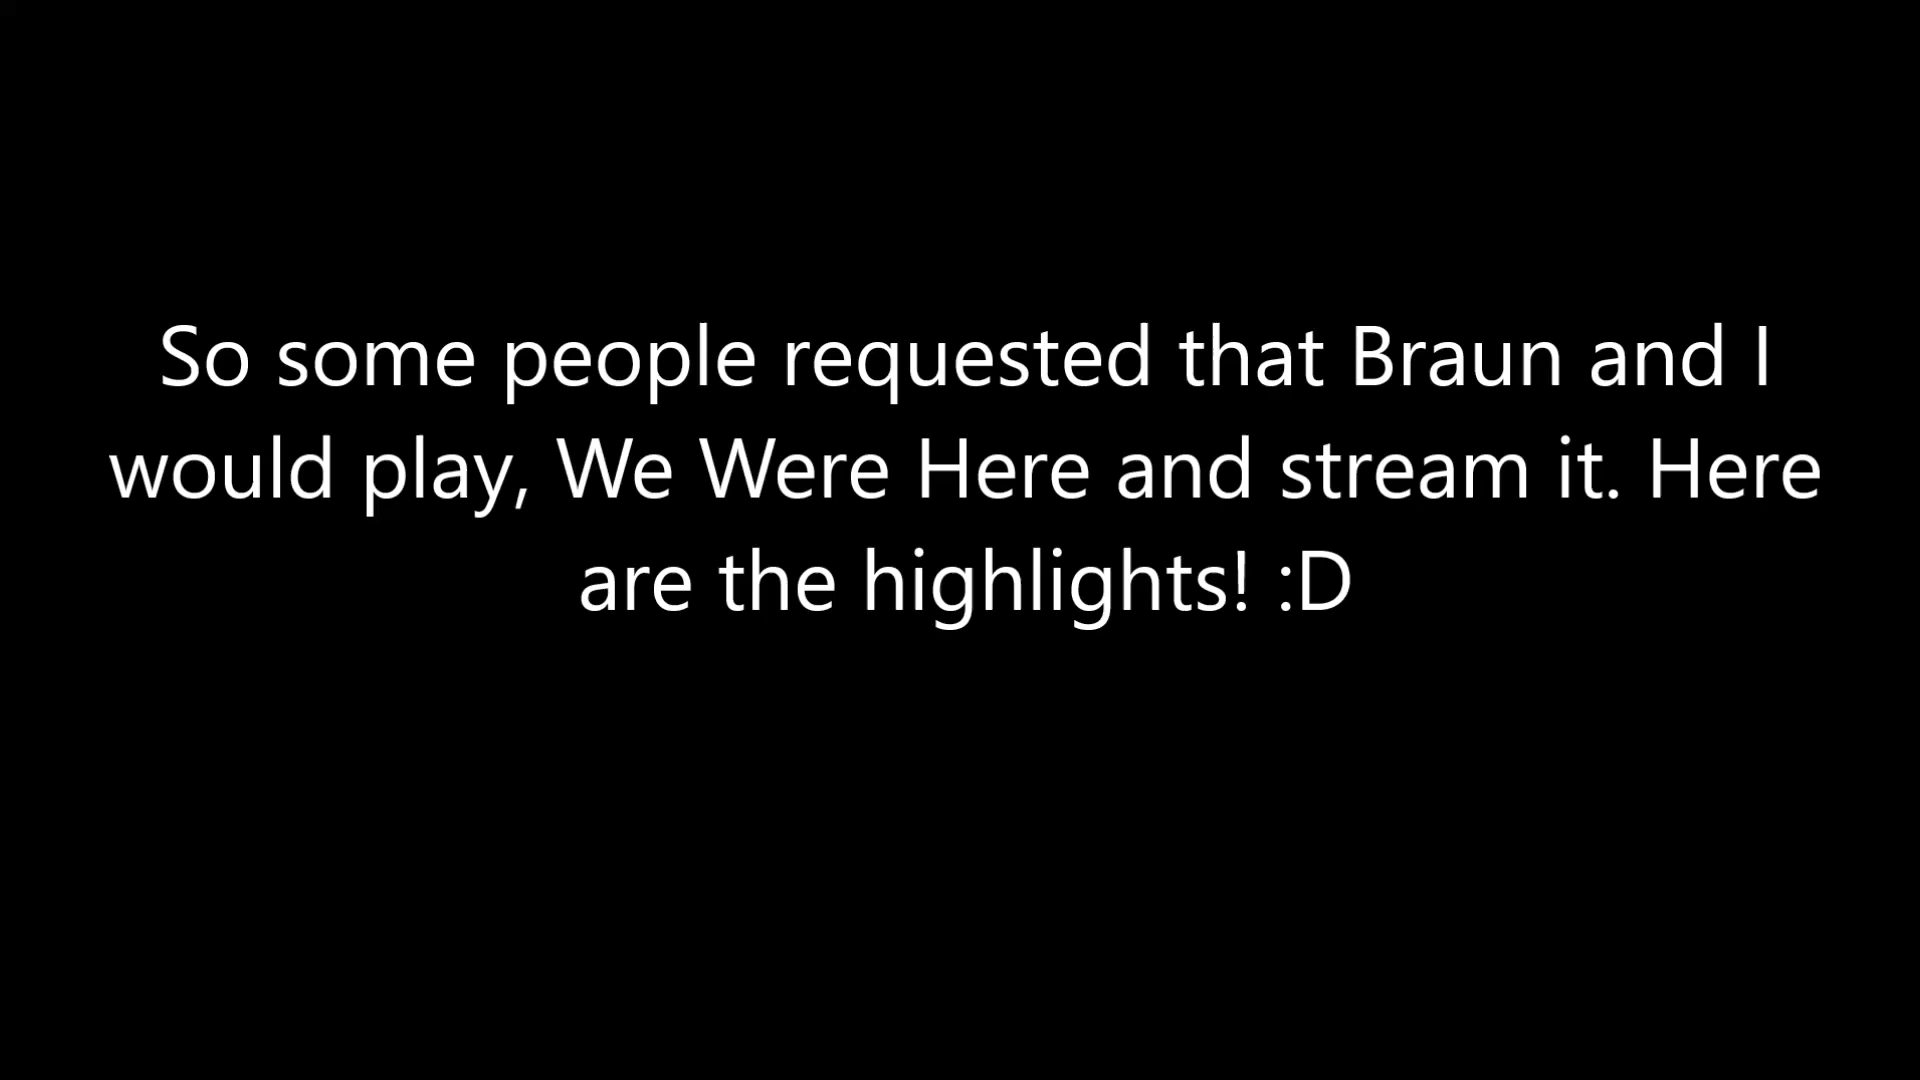 So some people requested that Braun and I
would play, We Were Here and stream it. Here
are the highlights! :D